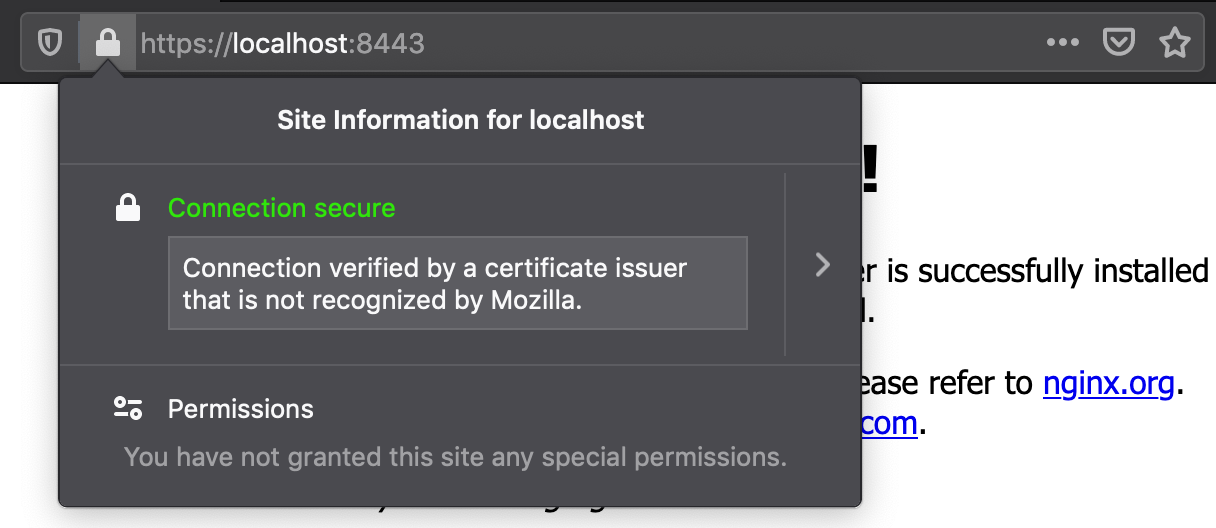 https://localhost:8443
Site Information for localhost
!
Connection secure
Connection verified by a certificate issuer
that is not recognized by Mozilla.
er is successfully installed
.
Permissions
ease refer to nginx.org.
com.
You have not granted this site any special permissions.